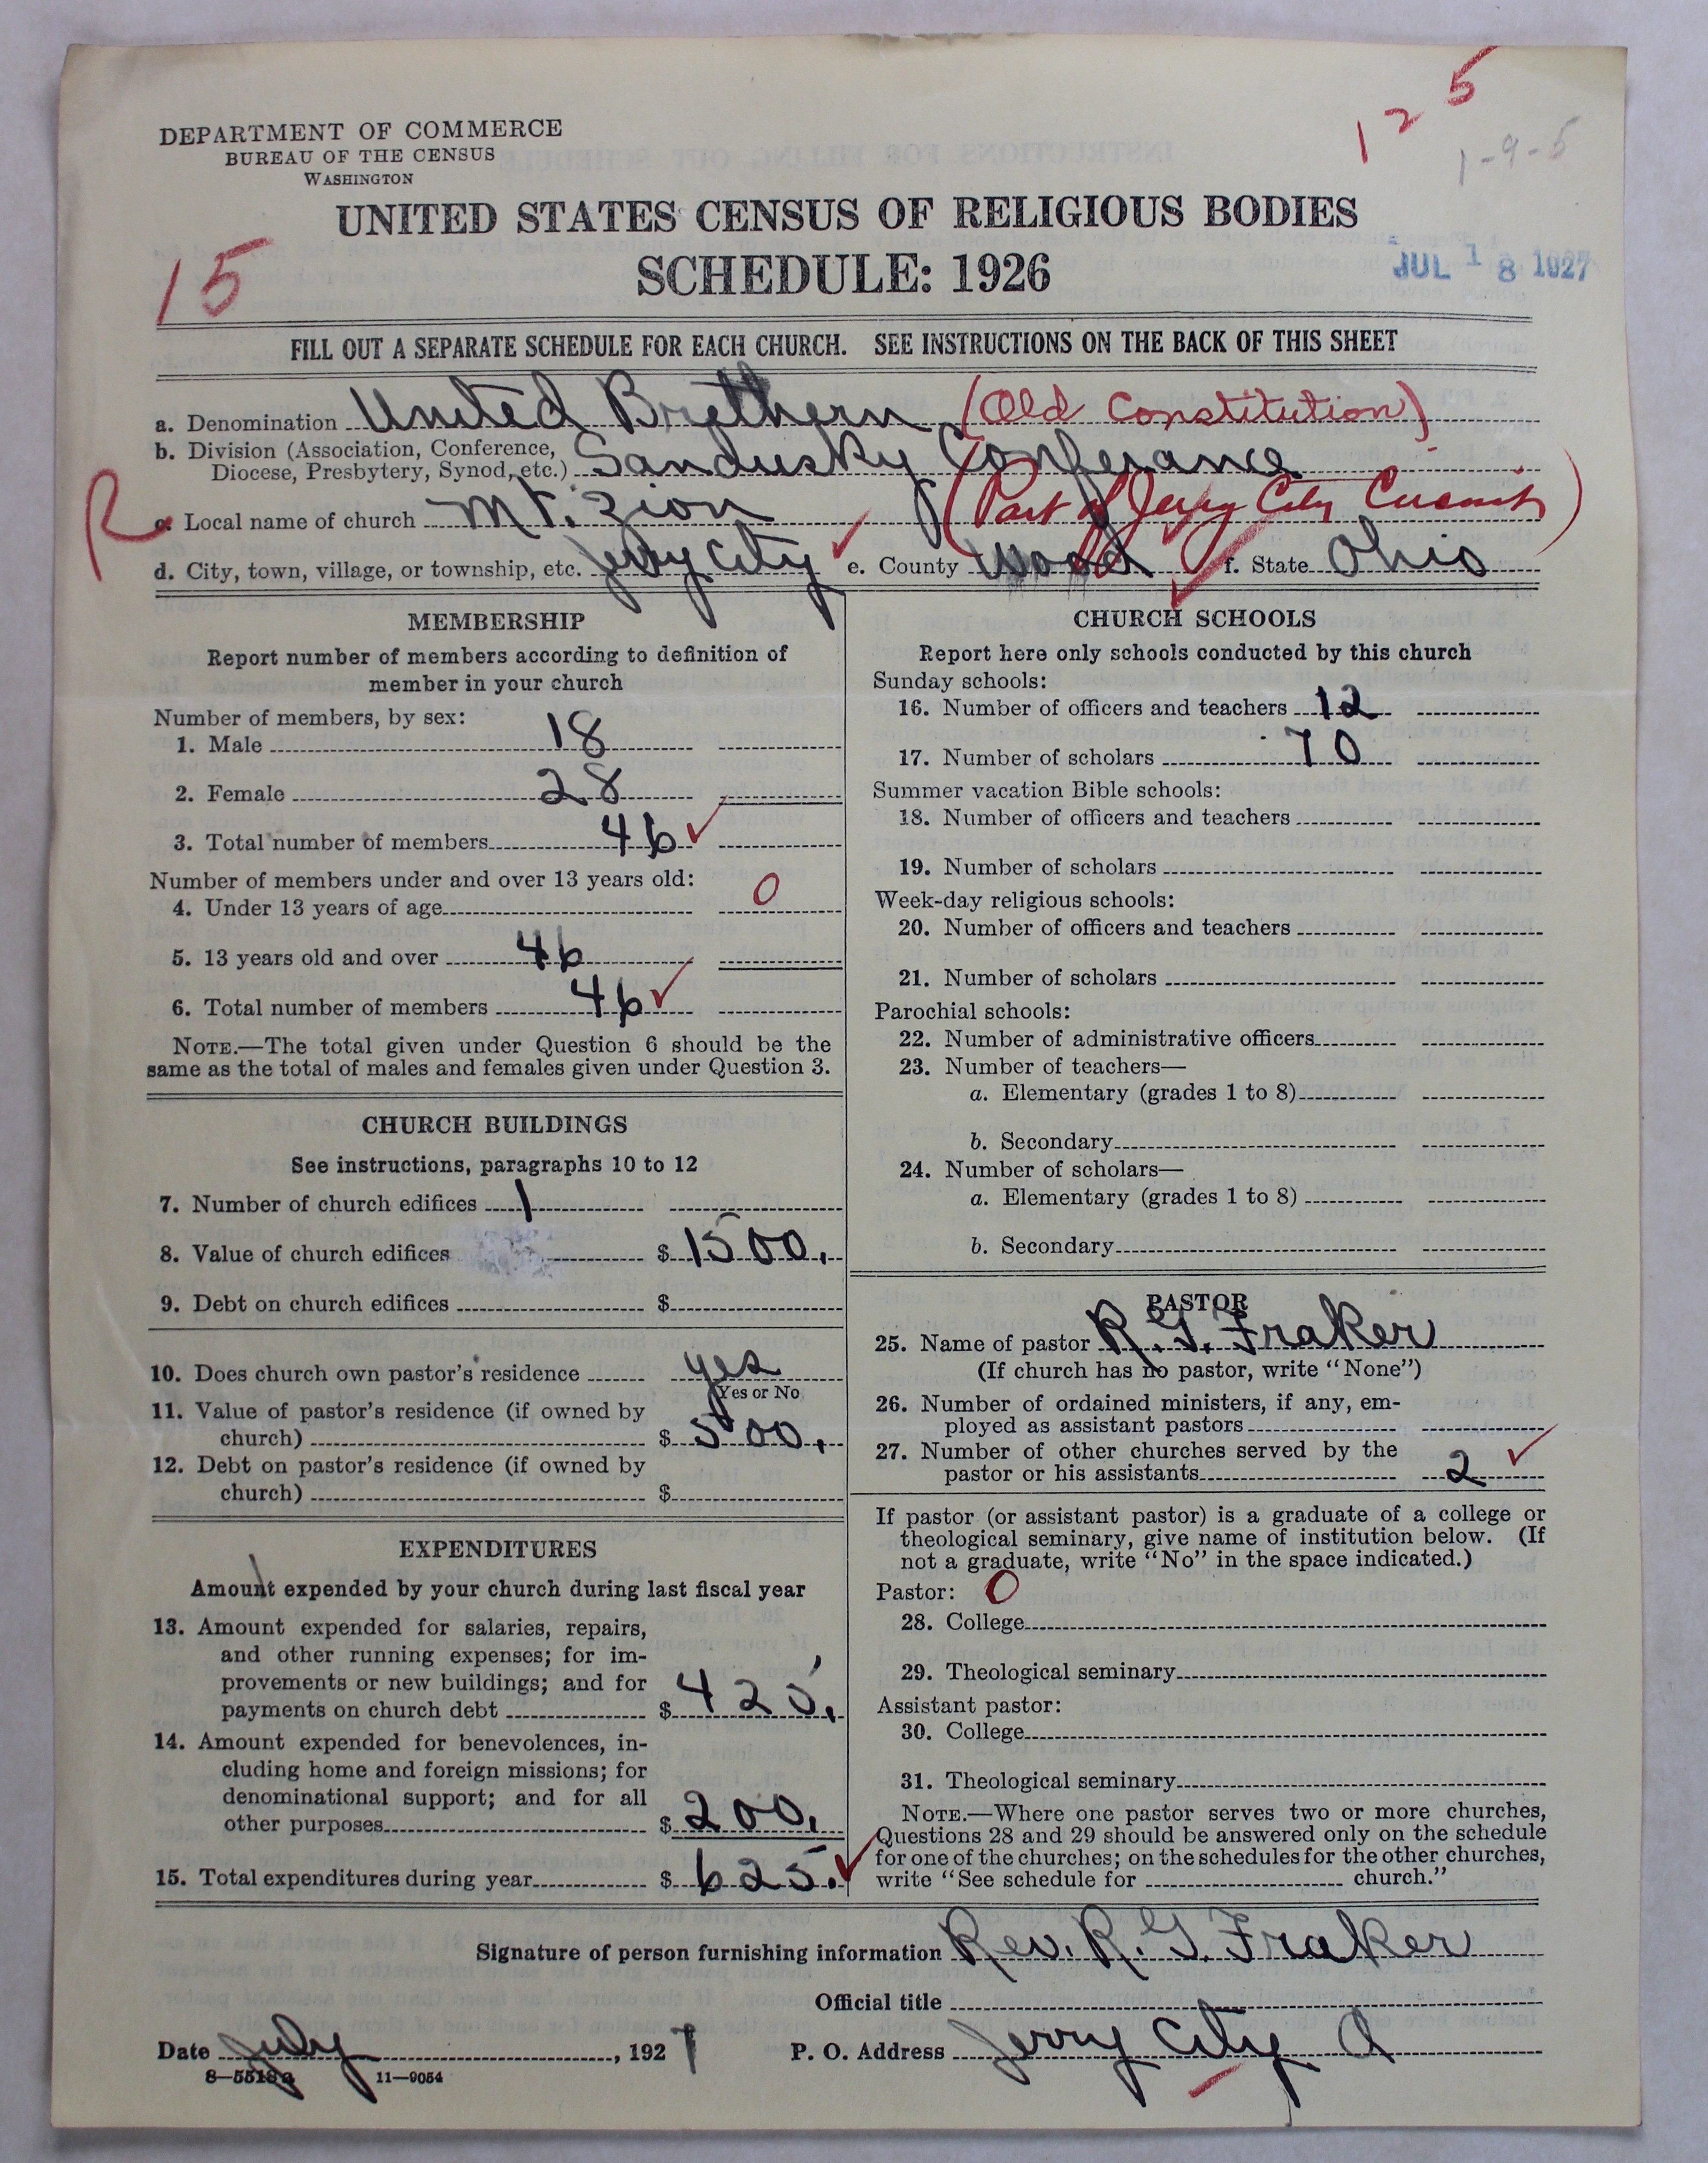 1 2 5
1-9-5
DEPARTMENT OF COMMERCE
BUREAU OF THE CENSUS
WASHINGTON
UNITED STATES CENSUS OF RELIGIOUS BODIES
SCHEDULE: 1926
15
JUL 18 1927
FILL OUT A SEPARATE SCHEDULE FOR EACH CHURCH. SEE INSTRUCTIONS ON THE BACK OF THIS SHEET
a. Denomination United Brethern (Old Constitution)
b. Division (Association, Conference,
Diocese, Presbytery, Synod, etc.) Sandusky Conferance
R
c. Local name of church Mt. Zion (Part of Jerry City Circuit)
d. City, town, village, or township, etc. Jerry City e. County Wood f. State Ohio
MEMBERSHIP
Report number of members according to definition of
member in your church
Number of members, by sex:
1. Male 18
2. Female 28
3. Total number of members 46
Number of members under and over 13 years old:
4. Under 13 years of age 0
5. 13 years old and over 46
6. Total number of members 46
NOTE.—The total given under Question 6 should be the
same as the total of males and females given under Question 3.
CHURCH BUILDINGS
See instructions, paragraphs 10 to 12
7. Number of church edifices 1
8. Value of church edifices $ 1500.
9. Debt on church edifices $
10. Does church own pastor's residence yes
Yes or No
11. Value of pastor's residence (if owned by
church) $ 500.
12. Debt on pastor's residence (if owned by
church) $
EXPENDITURES
Amount expended by your church during last fiscal year
13. Amount expended for salaries, repairs,
and other running expenses; for im-
provements or new buildings; and for
payments on church debt $ 425.
14. Amount expended for benevolences, in-
cluding home and foreign missions; for
denominational support; and for all
other purposes $ 200.
15. Total expenditures during year $ 625.
CHURCH SCHOOLS
Report here only schools conducted by this church
Sunday schools:
16. Number of officers and teachers 12
17. Number of scholars 70
Summer vacation Bible schools:
18. Number of officers and teachers
19. Number of scholars
Week-day religious schools:
20. Number of officers and teachers
21. Number of scholars
Parochial schools:
22. Number of administrative officers
23. Number of teachers—
a. Elementary (grades 1 to 8)
b. Secondary
24. Number of scholars—
a. Elementary (grades 1 to 8)
b. Secondary
PASTOR
25. Name of pastor R. G. Fraker
(If church has no pastor, write "None")
26. Number of ordained ministers, if any, em-
ployed as assistant pastors
27. Number of other churches served by the
pastor or his assistants 2
If pastor (or assistant pastor) is a graduate of a college or
theological seminary, give name of institution below. (If
not a graduate, write "No" in the space indicated.)
Pastor: 0
28. College
29. Theological seminary
Assistant pastor:
30. College
31. Theological seminary
NOTE.—Where one pastor serves two or more churches,
Questions 28 and 29 should be answered only on the schedule
for one of the churches; on the schedules for the other churches,
write "See schedule for church."
Signature of person furnishing information Rev. R. G. Fraker
Official title
Date July, 1927 P. O. Address Jerry City O
8—5518a 11—9054